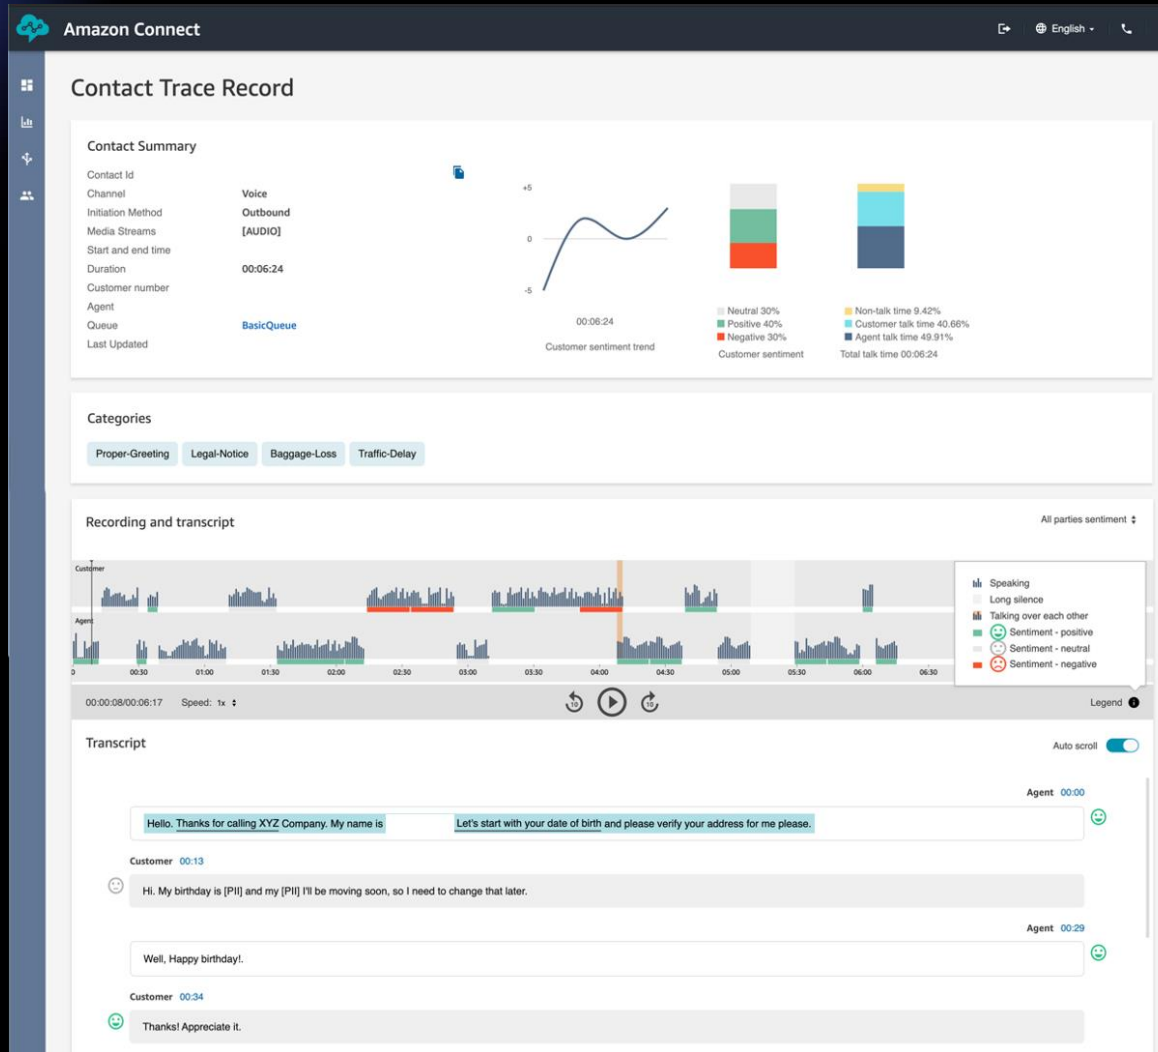 Amazon Connect
English
Contact Trace Record
Contact Summary
Contact Id
Channel Voice
Initiation Method Outbound
Media Streams [AUDIO]
Start and end time
Duration 00:06:24
Customer number
Agent
Queue BasicQueue
Last Updated
+5
0
-5
00:06:24
Customer sentiment trend
Neutral 30%
Positive 40%
Negative 30%
Customer sentiment
Non-talk time 9.42%
Customer talk time 40.66%
Agent talk time 49.91%
Total talk time 00:06:24
Categories
Proper-Greeting Legal-Notice Baggage-Loss Traffic-Delay
Recording and transcript
All parties sentiment
Customer
Agent
0 00:30 01:00 01:30 02:00 02:30 03:00 03:30 04:00 04:30 05:00 05:30 06:00 06:30
Speaking
Long silence
Talking over each other
Sentiment - positive
Sentiment - neutral
Sentiment - negative
00:00:08/00:06:17 Speed: 1x
10 10
Legend
Transcript
Auto scroll
Agent 00:00
Hello. Thanks for calling XYZ Company. My name is Let's start with your date of birth and please verify your address for me please.
Customer 00:13
Hi. My birthday is [PII] and my [PII] I'll be moving soon, so I need to change that later.
Agent 00:29
Well, Happy birthday!.
Customer 00:34
Thanks! Appreciate it.